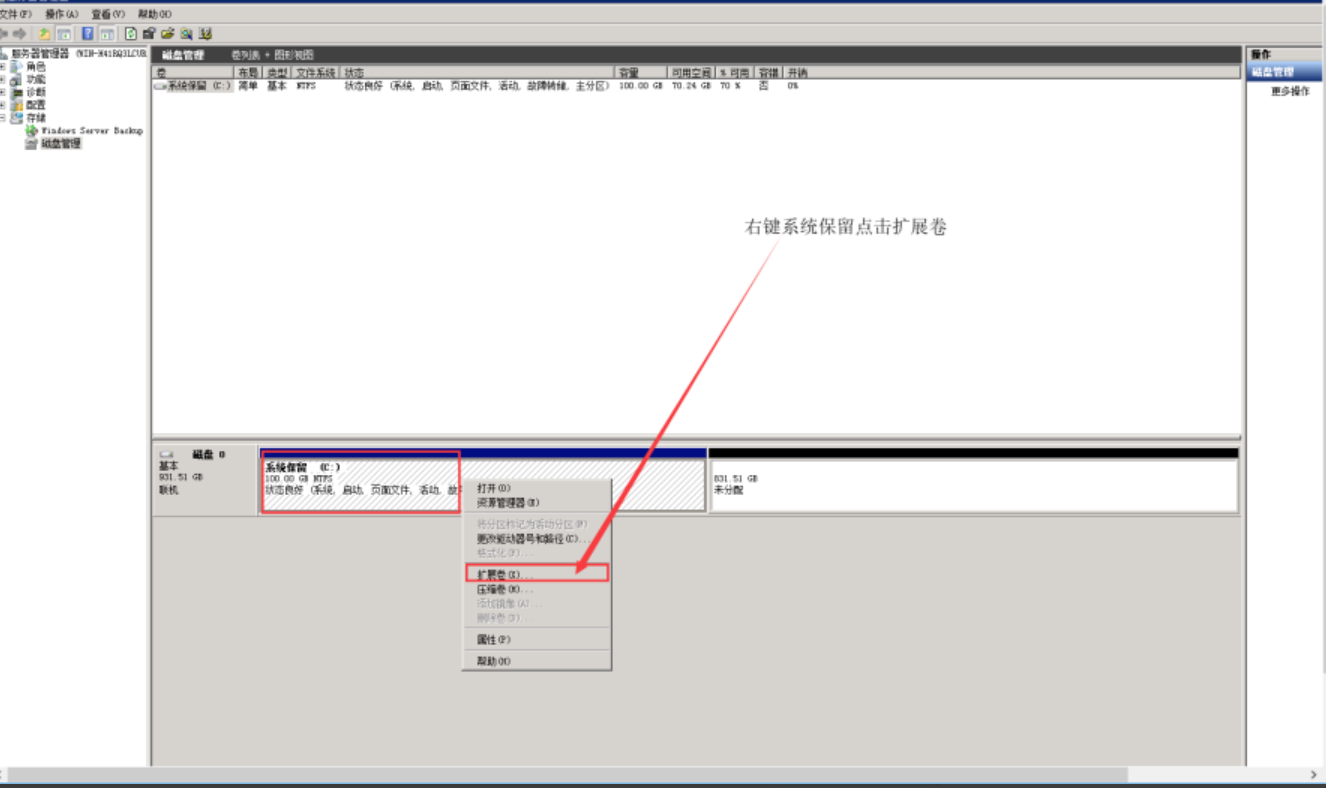 文件(F) 操作(A) 查看(V) 帮助(H)
服务器管理器 (WIN-H41RQ3LCUR
角色
功能
诊断
配置
存储
Windows Server Backup
磁盘管理
磁盘管理 卷列表 + 图形视图
卷 布局 类型 文件系统 状态 容量 可用空间 % 可用 容错 开销
系统保留 (C:) 简单 基本 NTFS 状态良好 (系统, 启动, 页面文件, 活动, 故障转储, 主分区) 100.00 GB 70.24 GB 70 % 否 0%
操作
磁盘管理
更多操作
右键系统保留点击扩展卷
磁盘 0
基本
931.51 GB
联机
系统保留 (C:)
100.00 GB NTFS
状态良好 (系统, 启动, 页面文件, 活动, 故
831.51 GB
未分配
打开(O)
资源管理器(E)
将分区标记为活动分区(M)
更改驱动器号和路径(C)...
格式化(F)...
扩展卷(X)...
压缩卷(H)...
添加镜像(A)...
删除卷(D)...
属性(P)
帮助(H)